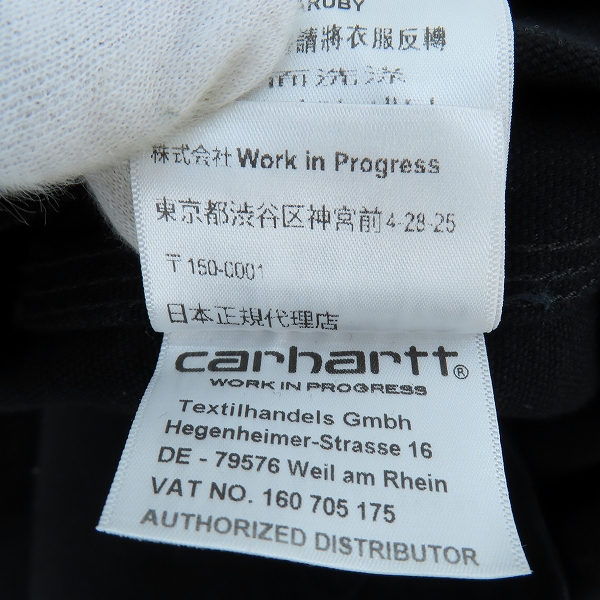 請將衣服反轉
株式会社 Work in Progress
東京都渋谷区神宮前4-28-25
〒150-0001
日本正規代理店
carhartt®
WORK IN PROGRESS
Textilhandels Gmbh
Hegenheimer-Strasse 16
DE - 79576 Weil am Rhein
VAT NO. 160 705 175
AUTHORIZED DISTRIBUTOR